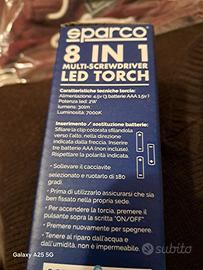 sparco
8 IN 1
MULTI-SCREWDRIVER
LED TORCH
Caratteristiche tecniche torcia:
Alimentazione: 4.5v (3 batterie AAA 1.5v)
Potenza led: 2W
Lumens: 30lm
Luminosità: 7000K
Inserimento / sostituzione batterie:
Sfilare la clip colorata sfilandola
verso l'alto, nella direzione
indicata dalla freccia. Inserire
tre batterie AAA (non incluse).
Rispettare la polarità indicata.
- Sollevare il cacciavite
selezionato e ruotarlo di 180
gradi.
- Prima di utilizzarlo assicurarsi che sia
ben fissato nella propria sede.
- Per accendere la torcia, premere il
pulsante sopra la scritta "ON/OFF"
- Premere nuovamente per spegnere.
- Tenere al riparo dall'acqua e
dall'umidità, non è impermeabile.
Galaxy A25 5G
subito